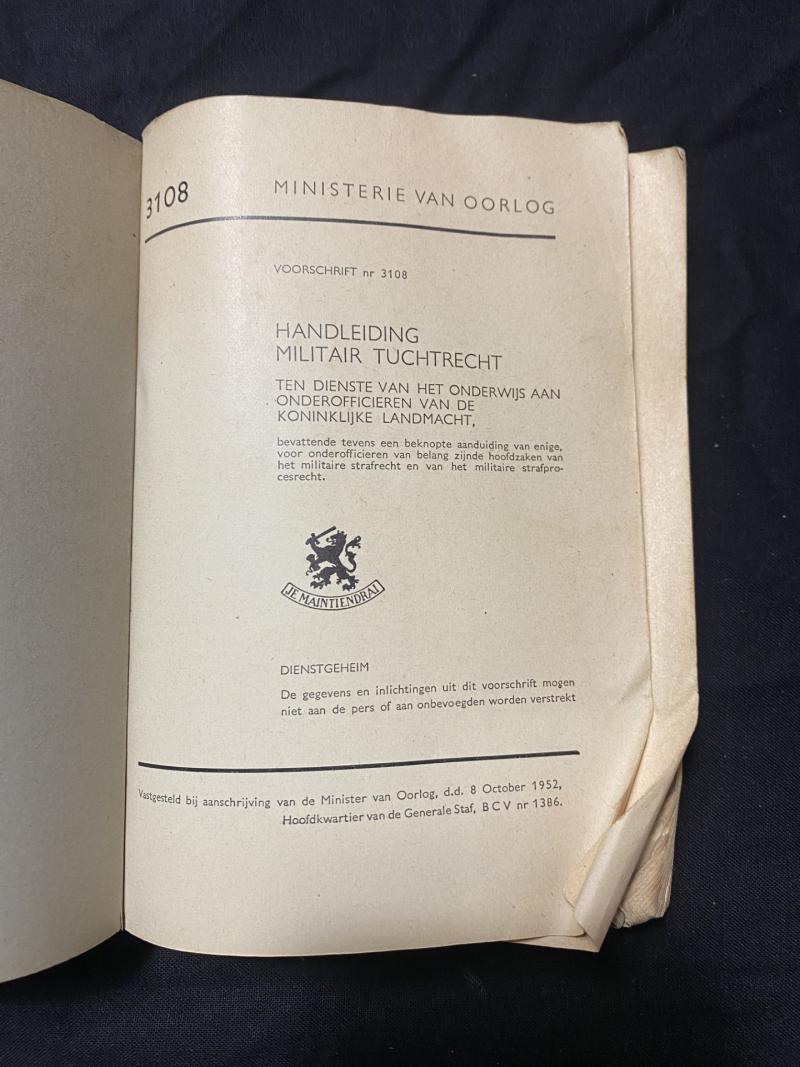 3108
MINISTERIE VAN OORLOG
VOORSCHRIFT nr 3108
HANDLEIDING
MILITAIR TUCHTRECHT
TEN DIENSTE VAN HET ONDERWIJS AAN
ONDEROFFICIEREN VAN DE
KONINKLIJKE LANDMACHT,
bevattende tevens een beknopte aanduiding van enige,
voor onderofficieren van belang zijnde hoofdzaken van
het militaire strafrecht en van het militaire strafpro-
cesrecht.
JE MAINTIENDRAI
DIENSTGEHEIM
De gegevens en inlichtingen uit dit voorschrift mogen
niet aan de pers of aan onbevoegden worden verstrekt
Vastgesteld bij aanschrijving van de Minister van Oorlog, d.d. 8 October 1952,
Hoofdkwartier van de Generale Staf, B C V nr 1386.